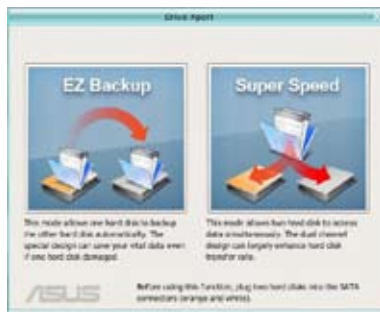 Drive Xpert
EZ Backup
Super Speed
This mode allows one hard disk to backup
the other hard disk automatically. The
special design can save your vital data even
if one hard disk damaged.
This mode allows two hard disk to access
data simultaneously. The dual channel
design can largely enhance hard disk
transfer rate.
ASUS
Before using this function, plug two hard disks into the SATA
connectors (orange and white).